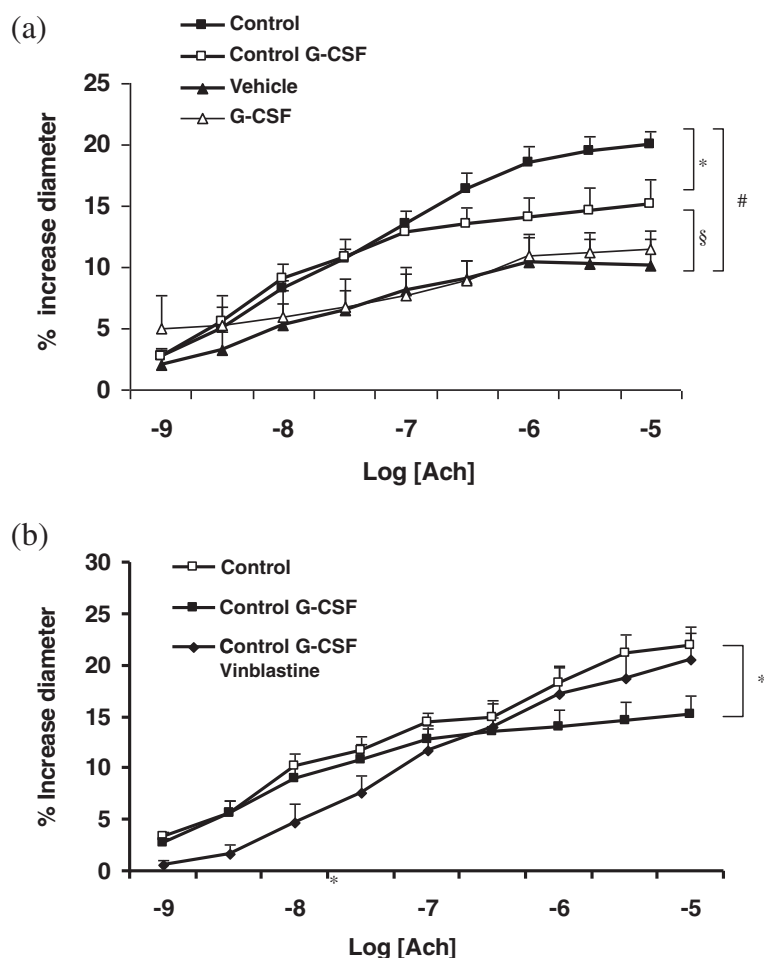 (a)
Control
Control G-CSF
Vehicle
G-CSF
% increase diameter
25
20
15
10
5
0
*
§
#
-9 -8 -7 -6 -5
Log [Ach]
(b)
Control
Control G-CSF
Control G-CSF
Vinblastine
% Increase diameter
30
25
20
15
10
5
0
*
*
-9 -8 -7 -6 -5
Log [Ach]